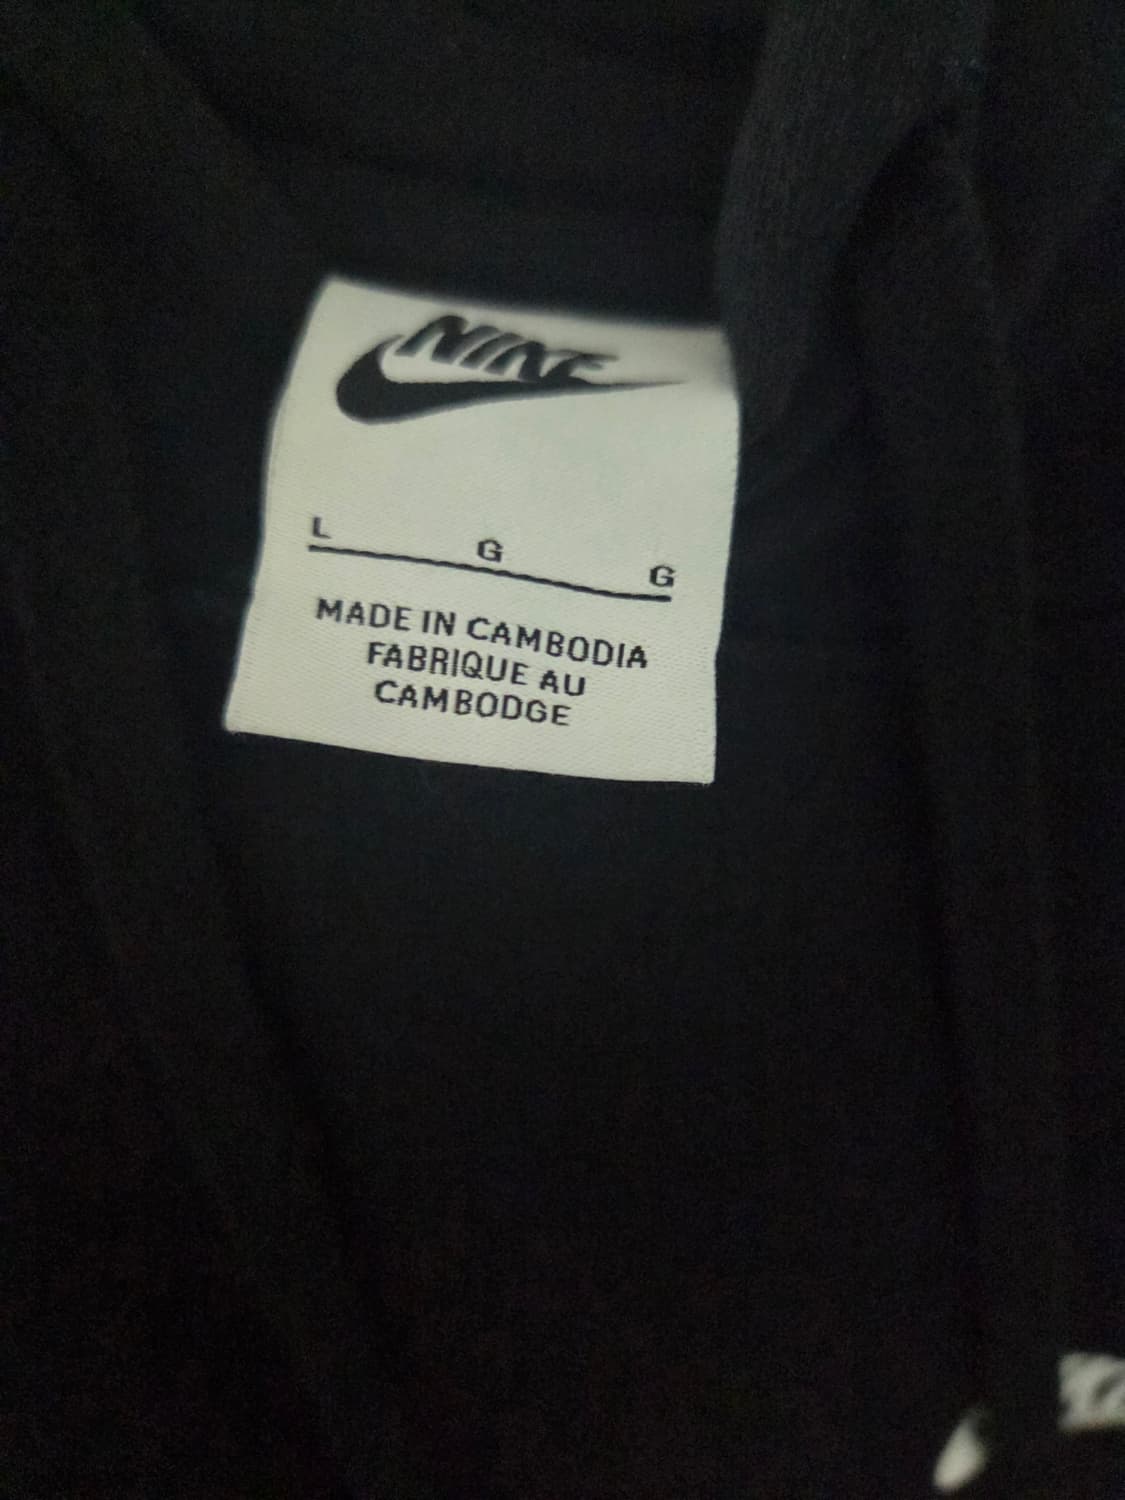 NIKE
L G G
MADE IN CAMBODIA
FABRIQUE AU
CAMBODGE